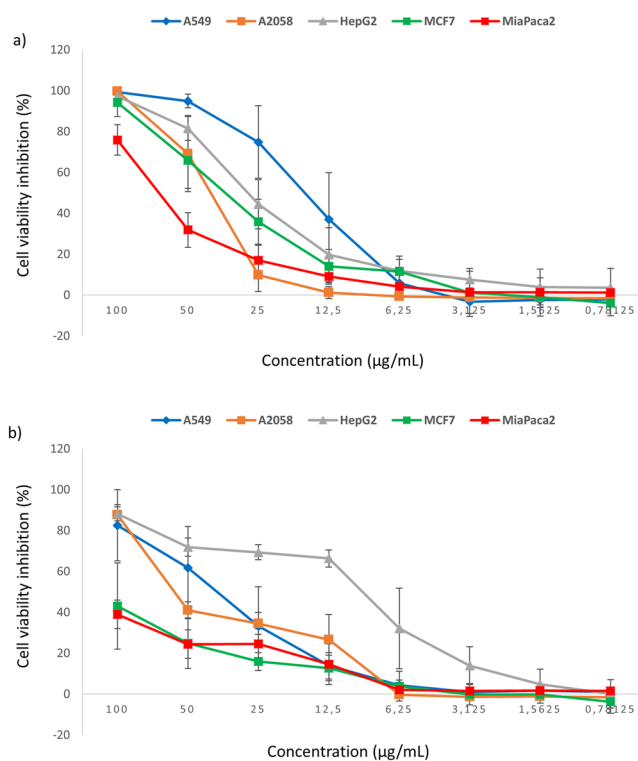 A549 A2058 HepG2 MCF7 MiaPaca2
a)
120
100
80
60
40
20
0
-20
Cell viability inhibition (%)
100 50 25 12,5 6,25 3,125 1,5625 0,78125
Concentration (µg/mL)
A549 A2058 HepG2 MCF7 MiaPaca2
b)
120
100
80
60
40
20
0
-20
Cell viability inhibition (%)
100 50 25 12,5 6,25 3,125 1,5625 0,78125
Concentration (µg/mL)